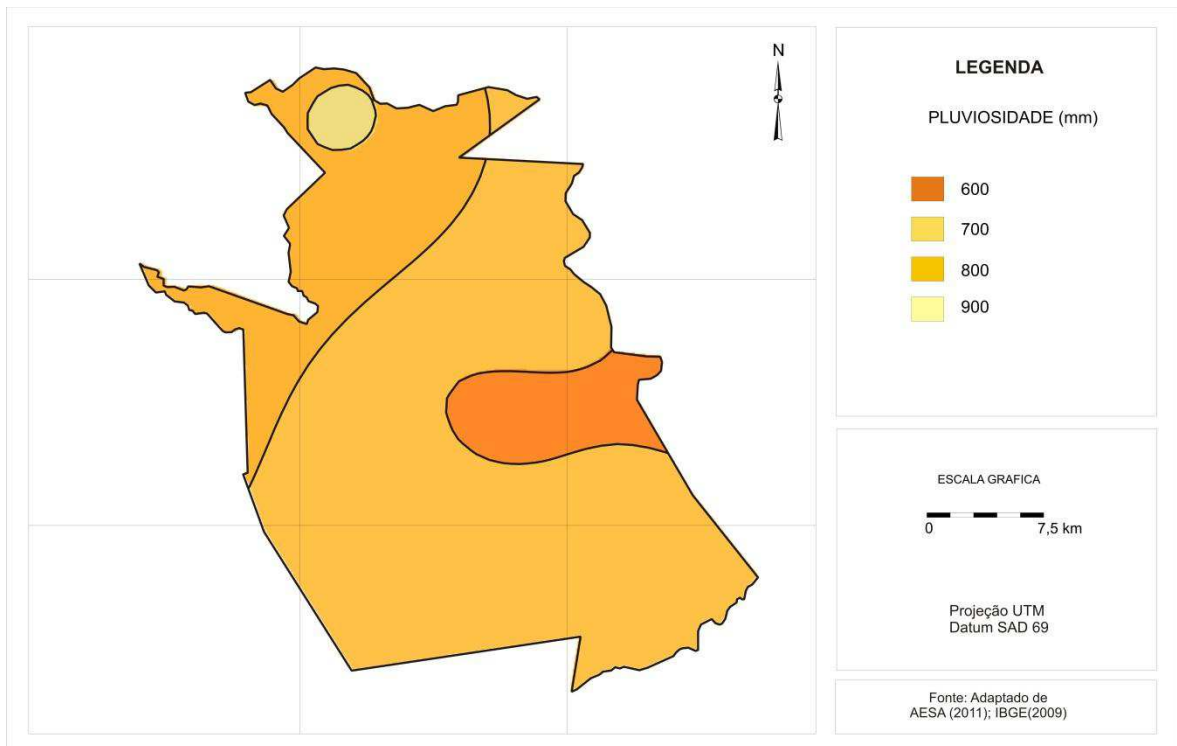 N
LEGENDA
PLUVIOSIDADE (mm)
600
700
800
900
ESCALA GRAFICA
0 7,5 km
Projeção UTM
Datum SAD 69
Fonte: Adaptado de
AESA (2011); IBGE(2009)